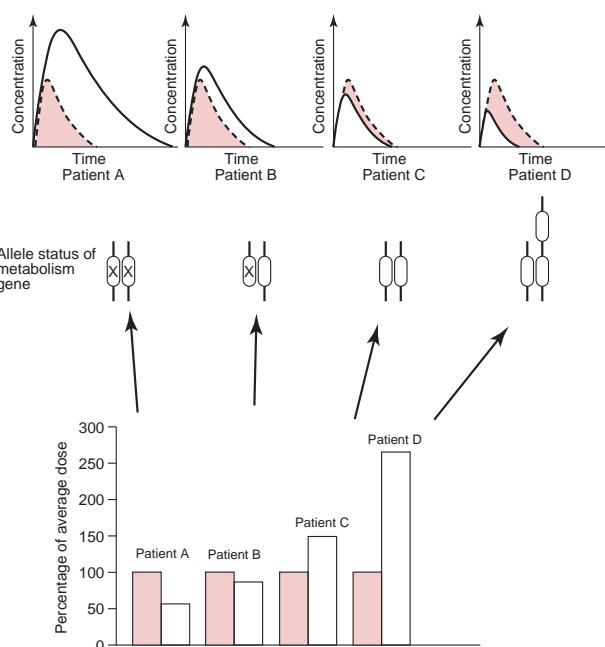 Concentration
Concentration
Concentration
Concentration
Time
Patient A
Time
Patient B
Time
Patient C
Time
Patient D
Allele status of
metabolism
gene
X X
X
Percentage of average dose
300
250
200
150
100
50
0
Patient A
Patient B
Patient C
Patient D